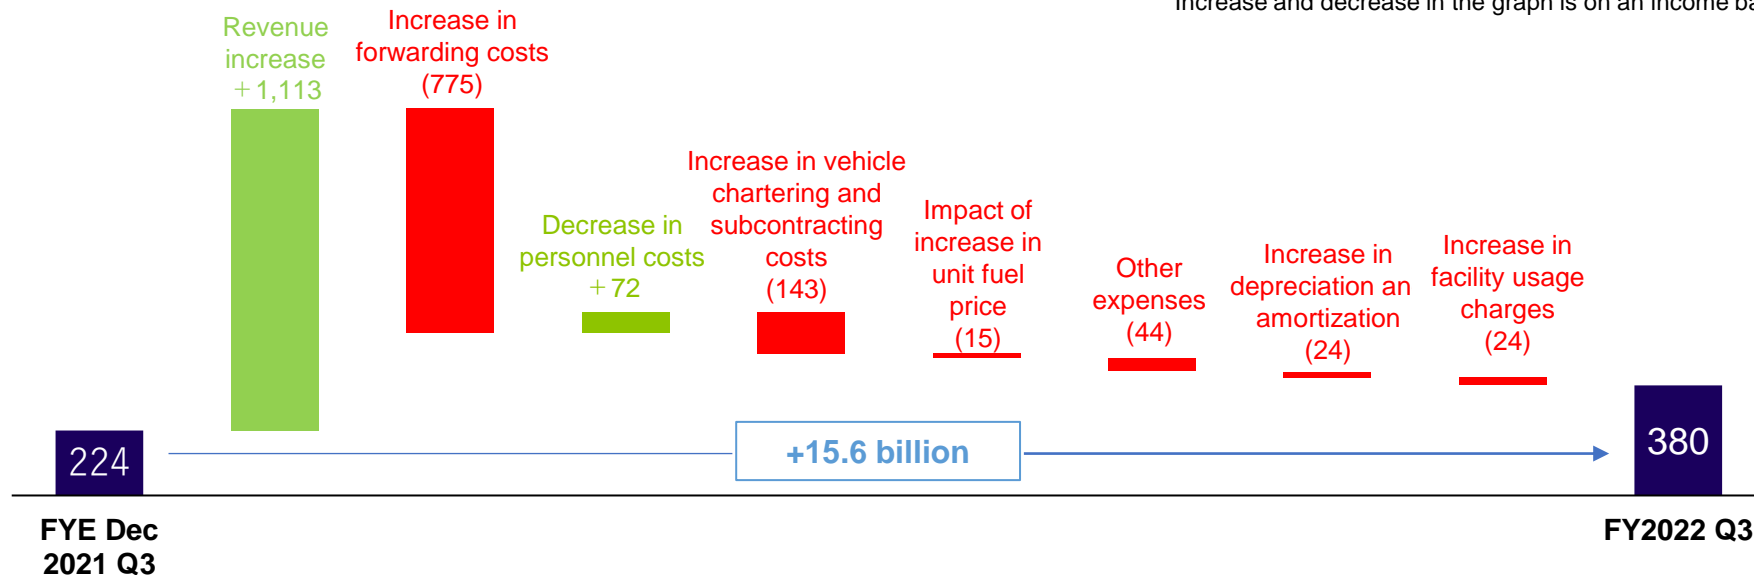 Increase and decrease in the graph is on an income ba
Revenue
increase
+1,113
Increase in
forwarding costs
(775)
Decrease in
personnel costs
+72
Increase in vehicle
chartering and
subcontracting
costs
(143)
Impact of
increase in
unit fuel
price
(15)
Other
expenses
(44)
Increase in
depreciation an
amortization
(24)
Increase in
facility usage
charges
(24)
224
+15.6 billion
380
FYE Dec
2021 Q3
FY2022 Q3